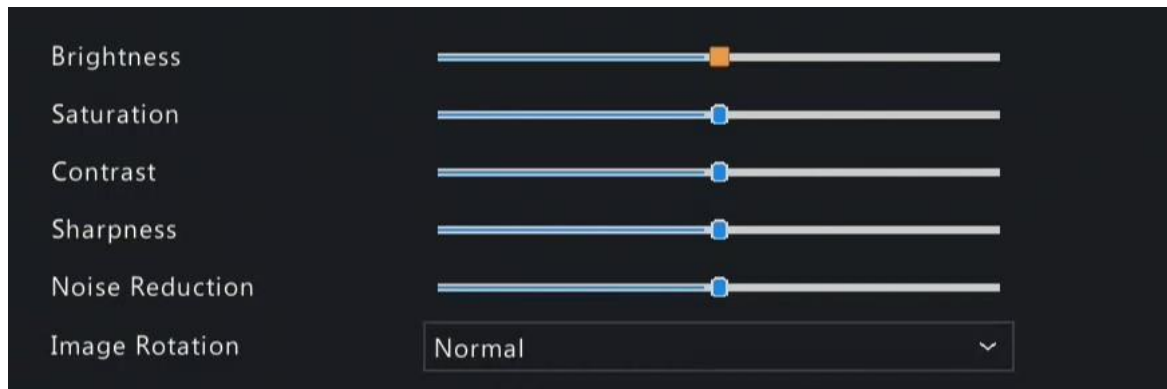 Brightness
Saturation
Contrast
Sharpness
Noise Reduction
Image Rotation Normal